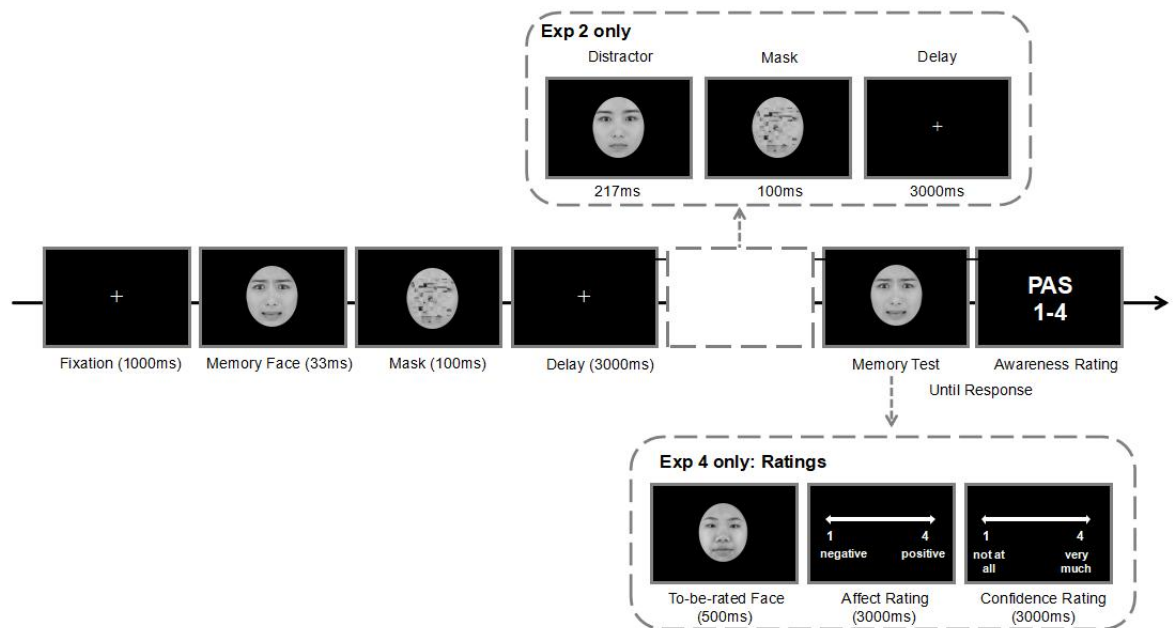 Exp 2 only
Distractor
Mask
Delay
217ms
100ms
3000ms
PAS
1-4
Fixation (1000ms)
Memory Face (33ms)
Mask (100ms)
Delay (3000ms)
Memory Test
Awareness Rating
Until Response
Exp 4 only: Ratings
1
4
negative
positive
1
4
not at
all
very
much
To-be-rated Face
(500ms)
Affect Rating
(3000ms)
Confidence Rating
(3000ms)